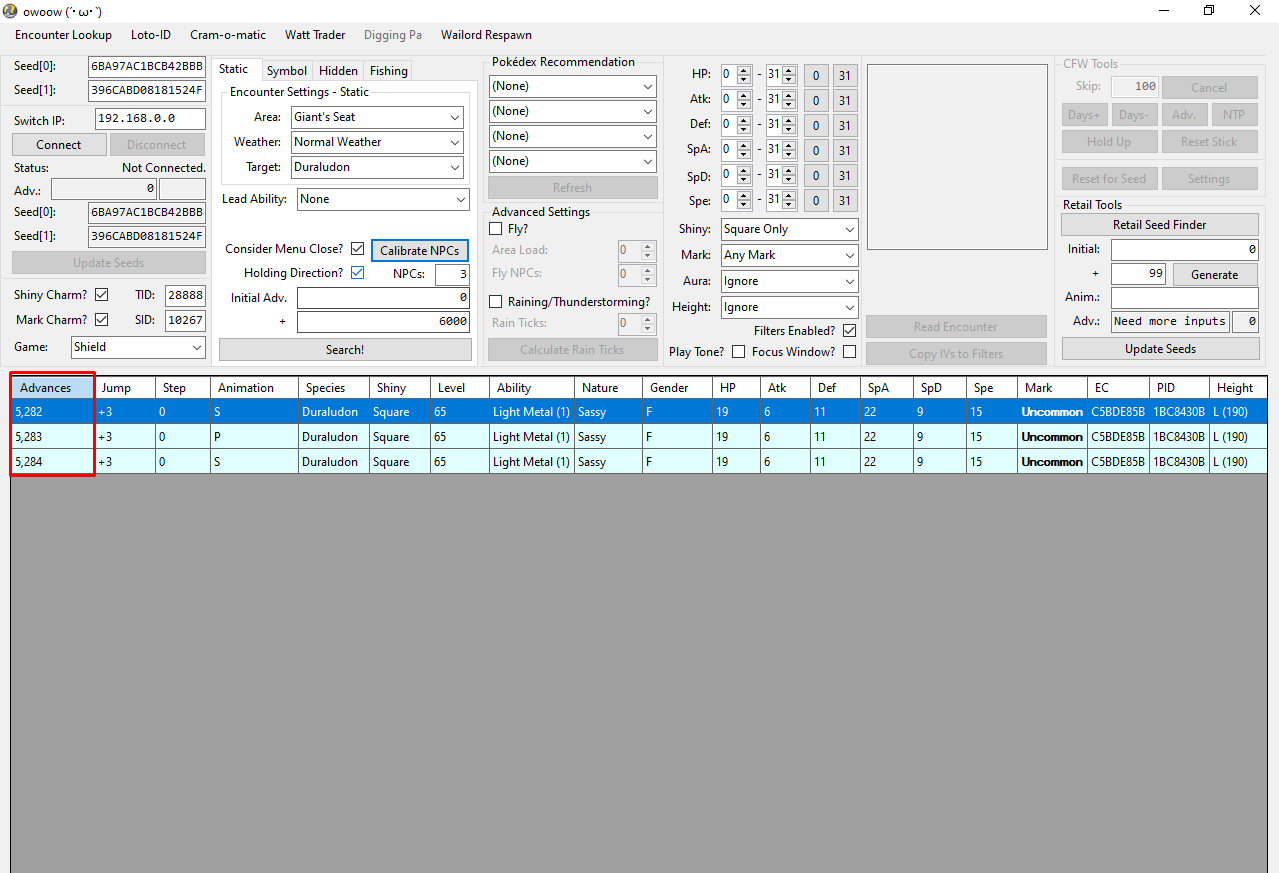 owoow (´･ω･`)
Encounter Lookup Loto-ID Cram-o-matic Watt Trader Digging Pa Wailord Respawn
Seed[0]: 6BA97AC1BCB42BBB
Seed[1]: 396CABD08181524F
Switch IP: 192.168.0.0
Connect Disconnect
Status: Not Connected.
Adv.: 0
Seed[0]: 6BA97AC1BCB42BBB
Seed[1]: 396CABD08181524F
Update Seeds
Shiny Charm? TID: 28888
Mark Charm? SID: 10267
Game: Shield
Static Symbol Hidden Fishing
Encounter Settings - Static
Area: Giant's Seat
Weather: Normal Weather
Target: Duraludon
Lead Ability: None
Consider Menu Close? Calibrate NPCs
Holding Direction? NPCs: 3
Initial Adv. 0
+ 6000
Search!
Pokédex Recommendation
(None)
(None)
(None)
(None)
Refresh
Advanced Settings
Fly?
Area Load: 0
Fly NPCs: 0
Raining/Thunderstorming?
Rain Ticks: 0
Calculate Rain Ticks
HP: 0 - 31 0 31
Atk: 0 - 31 0 31
Def: 0 - 31 0 31
SpA: 0 - 31 0 31
SpD: 0 - 31 0 31
Spe: 0 - 31 0 31
Shiny: Square Only
Mark: Any Mark
Aura: Ignore
Height: Ignore
Filters Enabled?
Play Tone? Focus Window?
Read Encounter
Copy IVs to Filters
CFW Tools
Skip: 100 Cancel
Days+ Days- Adv. NTP
Hold Up Reset Stick
Reset for Seed Settings
Retail Tools
Retail Seed Finder
Initial: 0
+ 99 Generate
Anim.:
Adv.: Need more inputs 0
Update Seeds
Advances Jump Step Animation Species Shiny Level Ability Nature Gender HP Atk Def SpA SpD Spe Mark EC PID Height
5,282 +3 0 S Duraludon Square 65 Light Metal (1) Sassy F 19 6 11 22 9 15 Uncommon C5BDE85B 1BC8430B L (190)
5,283 +3 0 P Duraludon Square 65 Light Metal (1) Sassy F 19 6 11 22 9 15 Uncommon C5BDE85B 1BC8430B L (190)
5,284 +3 0 S Duraludon Square 65 Light Metal (1) Sassy F 19 6 11 22 9 15 Uncommon C5BDE85B 1BC8430B L (190)